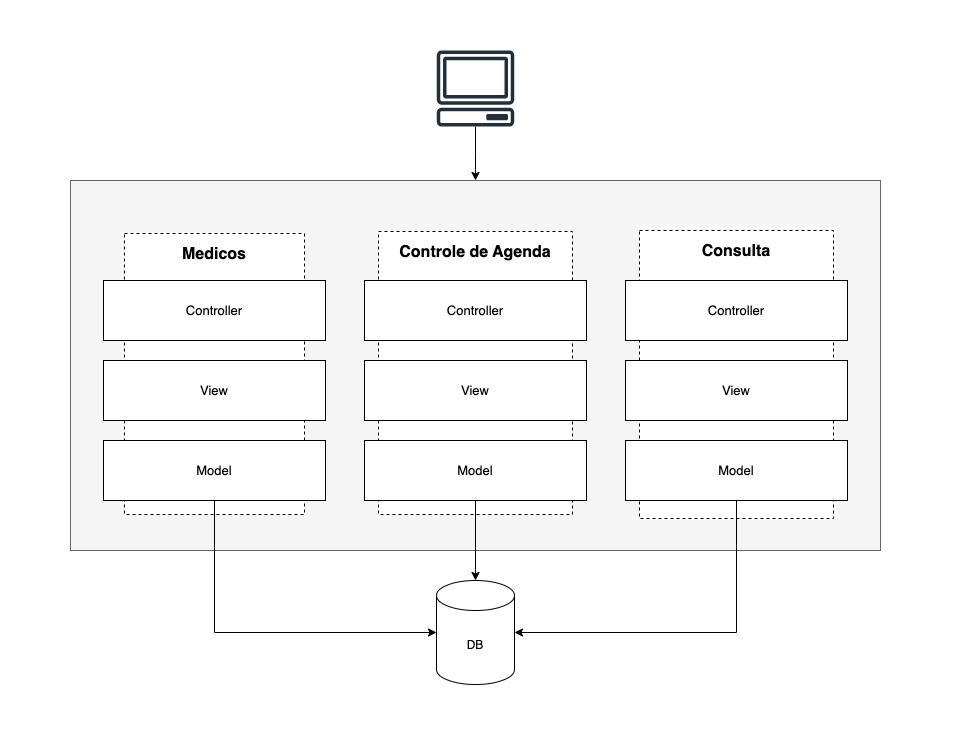 Medicos
Controller
View
Model
Controle de Agenda
Controller
View
Model
Consulta
Controller
View
Model
DB